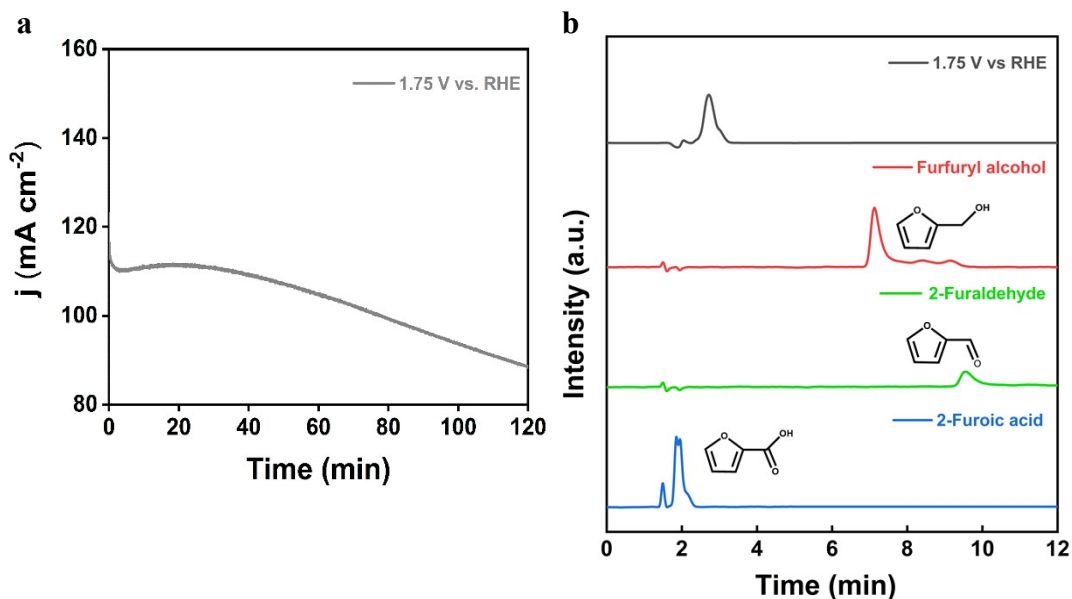 a
160
140
120
100
80
j (mA cm-2)
1.75 V vs. RHE
0 20 40 60 80 100 120
Time (min)
b
Intensity (a.u.)
1.75 V vs RHE
Furfuryl alcohol
O
OH
2-Furaldehyde
O
O
2-Furoic acid
O
OH
O
0 2 4 6 8 10 12
Time (min)